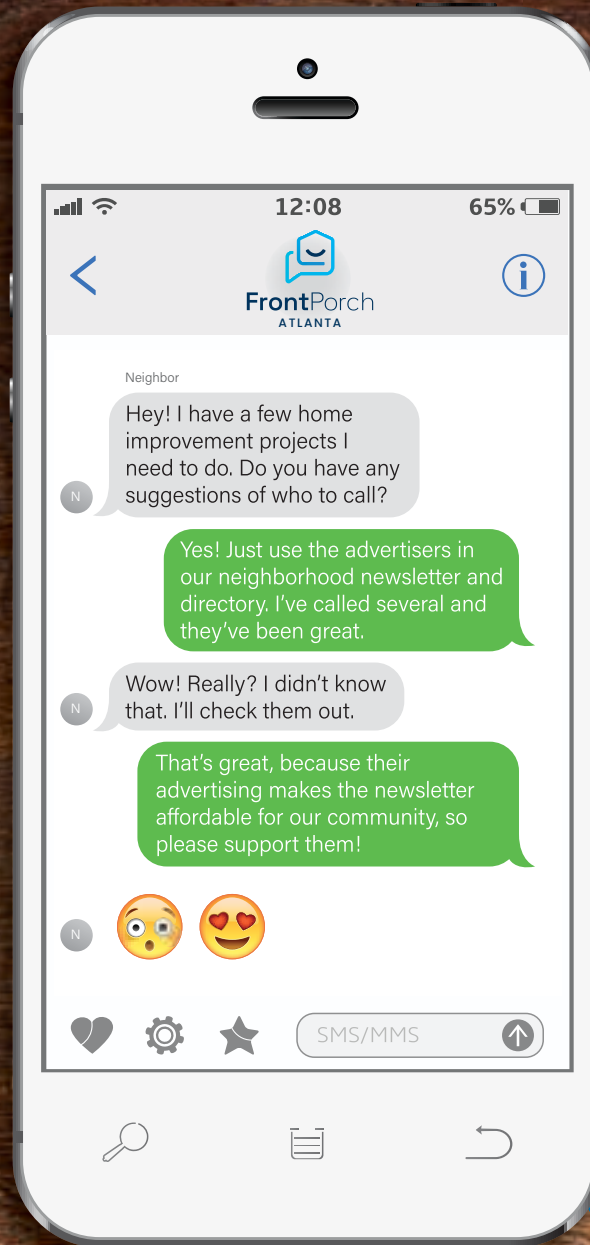 12:08
65%
FrontPorch
ATLANTA
i
Neighbor
Hey! I have a few home
improvement projects I
need to do. Do you have any
suggestions of who to call?
N
Yes! Just use the advertisers in
our neighborhood newsletter and
directory. I've called several and
they've been great.
Wow! Really? I didn't know
that. I'll check them out.
N
That's great, because their
advertising makes the newsletter
affordable for our community, so
please support them!
N
SMS/MMS